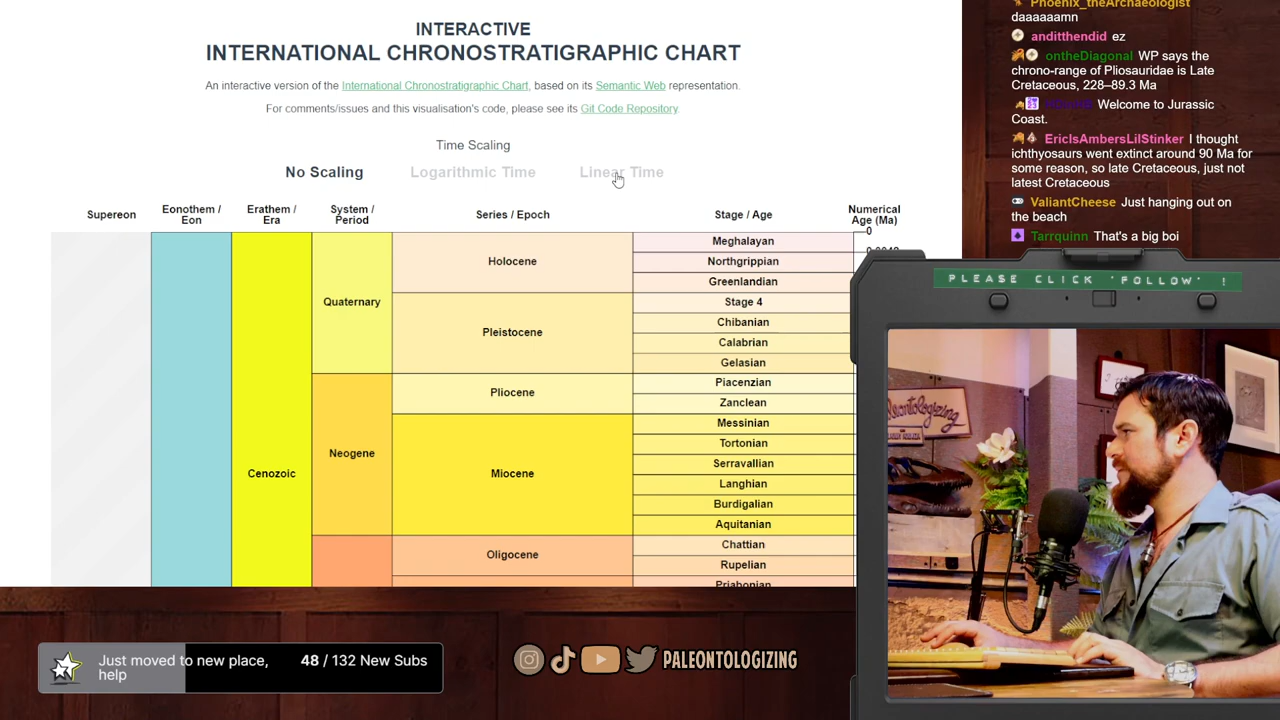 INTERACTIVE
INTERNATIONAL CHRONOSTRATIGRAPHIC CHART
An interactive version of the International Chronostratigraphic Chart, based on its Semantic Web representation.
For comments/issues and this visualisation's code, please see its Git Code Repository.
Time Scaling
No Scaling Logarithmic Time Linear Time
Supereon
Eonothem /
Eon
Erathem /
Era
System /
Period
Series / Epoch
Stage / Age
Numerical
Age (Ma)
0
Cenozoic
Quaternary
Neogene
Holocene
Pleistocene
Pliocene
Miocene
Oligocene
Meghalayan
Northgrippian
Greenlandian
Stage 4
Chibanian
Calabrian
Gelasian
Piacenzian
Zanclean
Messinian
Tortonian
Serravallian
Langhian
Burdigalian
Aquitanian
Chattian
Rupelian
Priabonian
Phoenix_theArchaeologist
daaaaaamn
anditthendid ez
ontheDiagonal WP says the
chrono-range of Pliosauridae is Late
Cretaceous, 228–89.3 Ma
Welcome to Jurassic
Coast.
EricIsAmbersLilStinker I thought
ichthyosaurs went extinct around 90 Ma for
some reason, so late Cretaceous, just not
latest Cretaceous
ValiantCheese Just hanging out on
the beach
Tarrquinn That's a big boi
PLEASE CLICK "FOLLOW" !
Just moved to new place,
help
48 / 132 New Subs
PALEONTOLOGIZING